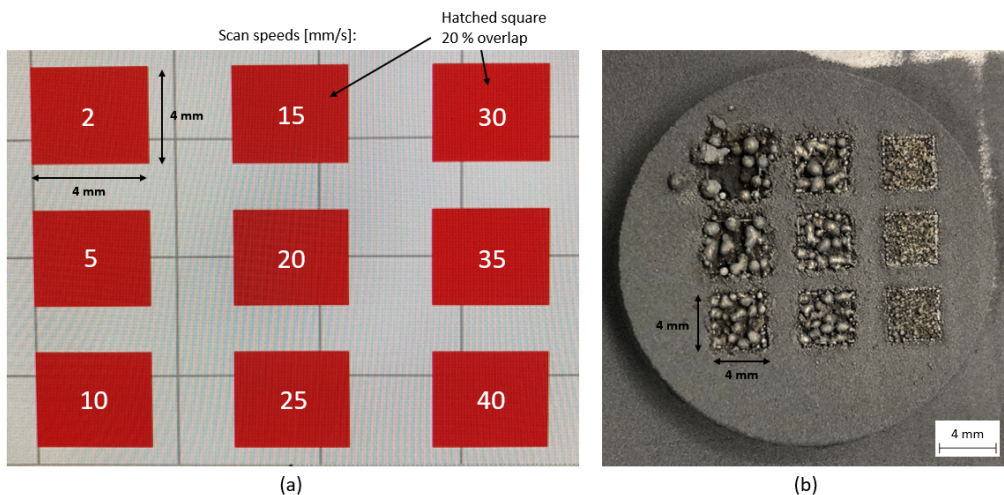 Scan speeds [mm/s]:
Hatched square
20 % overlap
2
15
30
4 mm
4 mm
5
20
35
10
25
40
4 mm
4 mm
4 mm
(a)
(b)